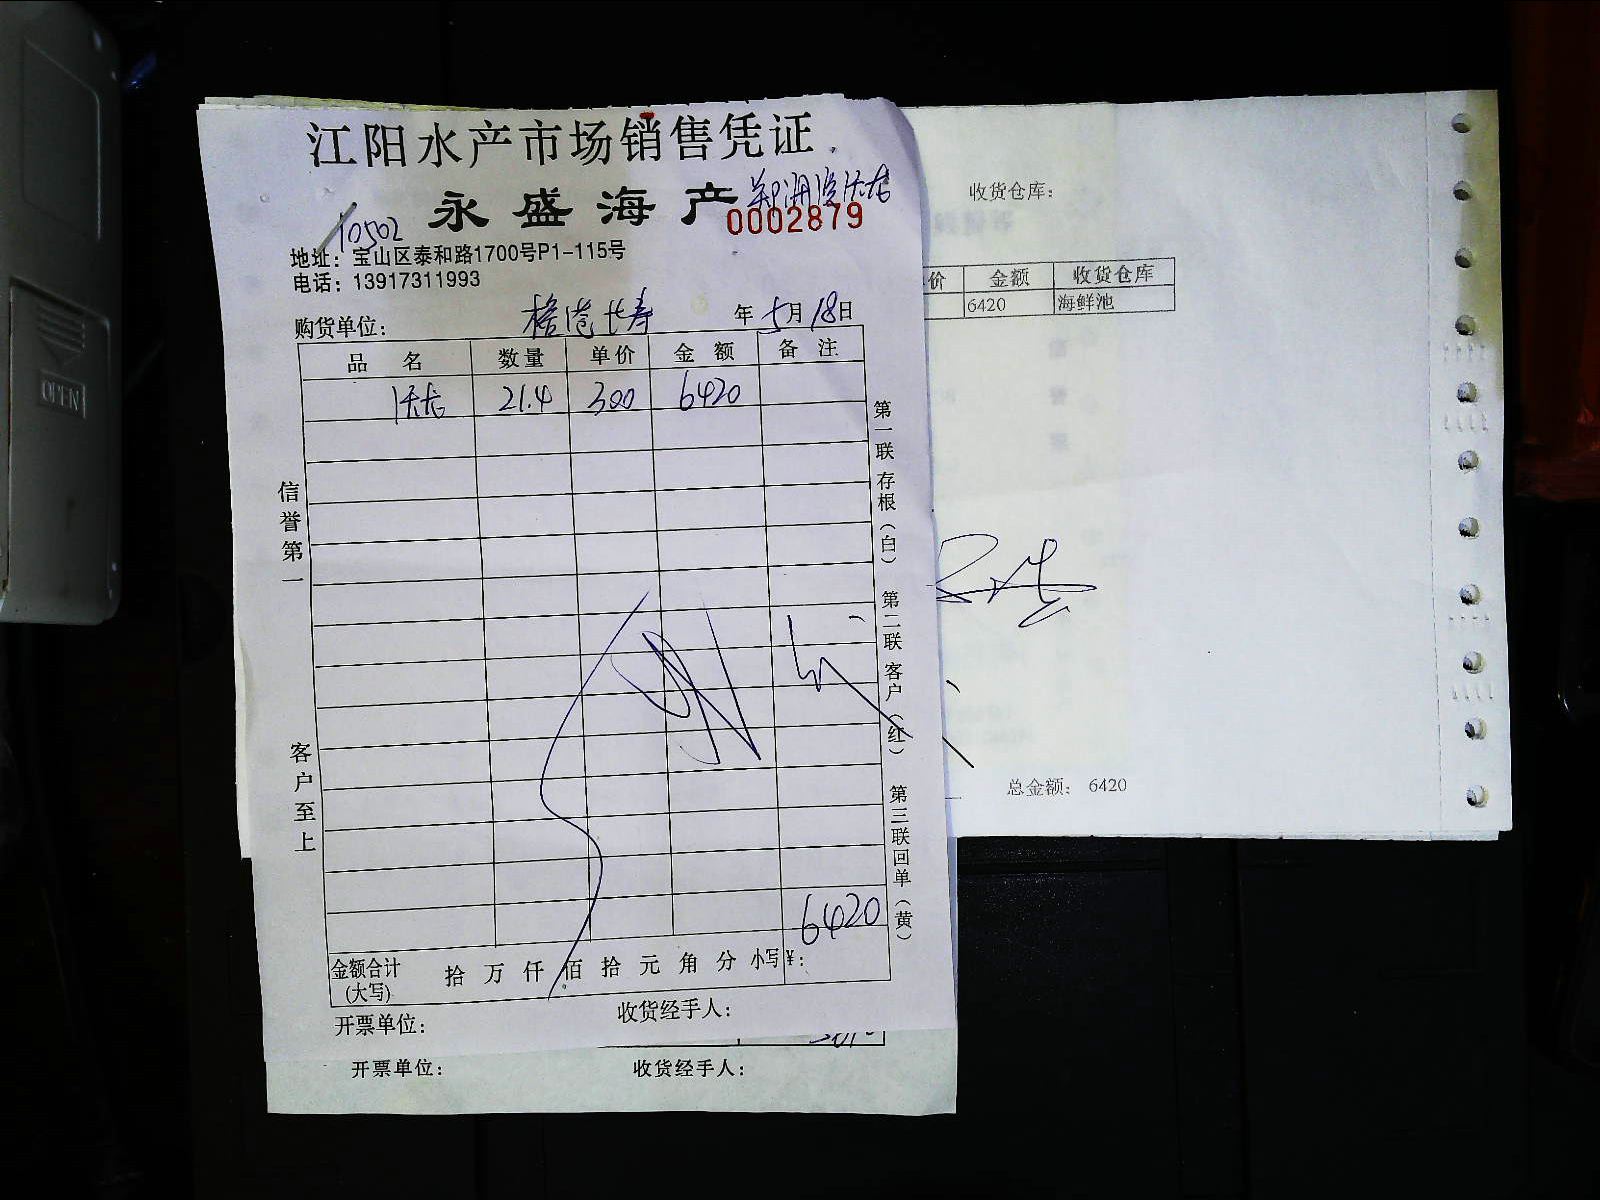 江阳水产市场销售凭证
永盛海产
0002879
10502
地址：宝山区泰和路1700号P1-115号
电话：13917311993
购货单位： 长寿 年5月18日
品名 数量 单价 金额 备注
沃龙 21.4 300 6420
信誉第一
客户至上
第一联存根（白） 第二联客户（红） 第三联回单（黄）
6420
金额合计(大写) 拾万仟佰拾元角分 小写¥：
开票单位： 收货经手人：
开票单位： 收货经手人：
收货仓库：
价 金额 收货仓库
6420 海鲜池
总金额： 6420
OPEN